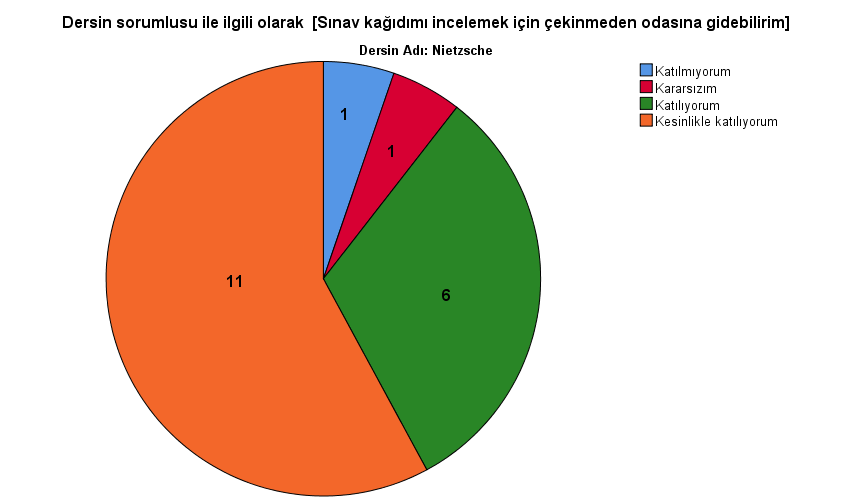 Dersin sorumlusu ile ilgili olarak [Sınav kağıdımı incelemek için çekinmeden odasına gidebilirim]
Dersin Adı: Nietzsche
Katılmıyorum
Kararsızım
Katılıyorum
Kesinlikle katılıyorum
1
1
6
11